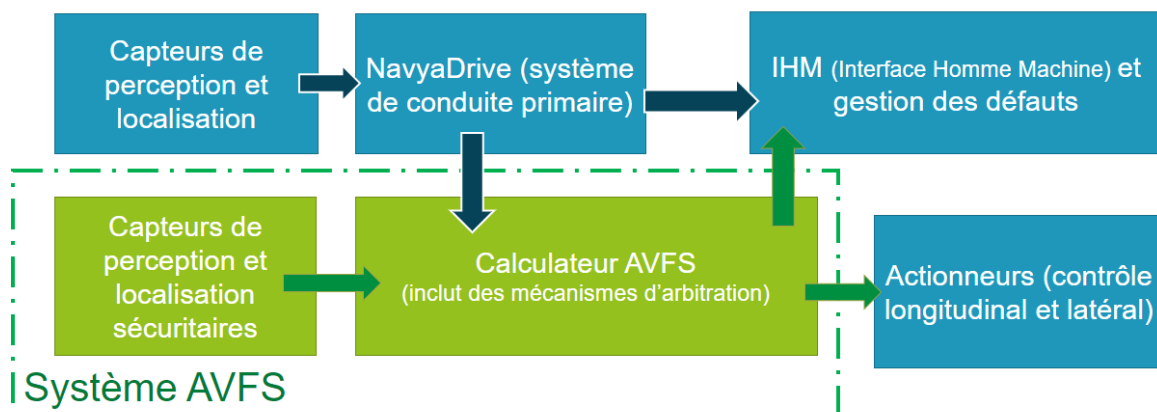 Capteurs de
perception et
localisation
NavyaDrive (système
de conduite primaire)
IHM (Interface Homme Machine) et
gestion des défauts
Capteurs de
perception et
localisation
sécuritaires
Calculateur AVFS
(inclut des mécanismes d'arbitration)
Actionneurs (contrôle
longitudinal et latéral)
Système AVFS